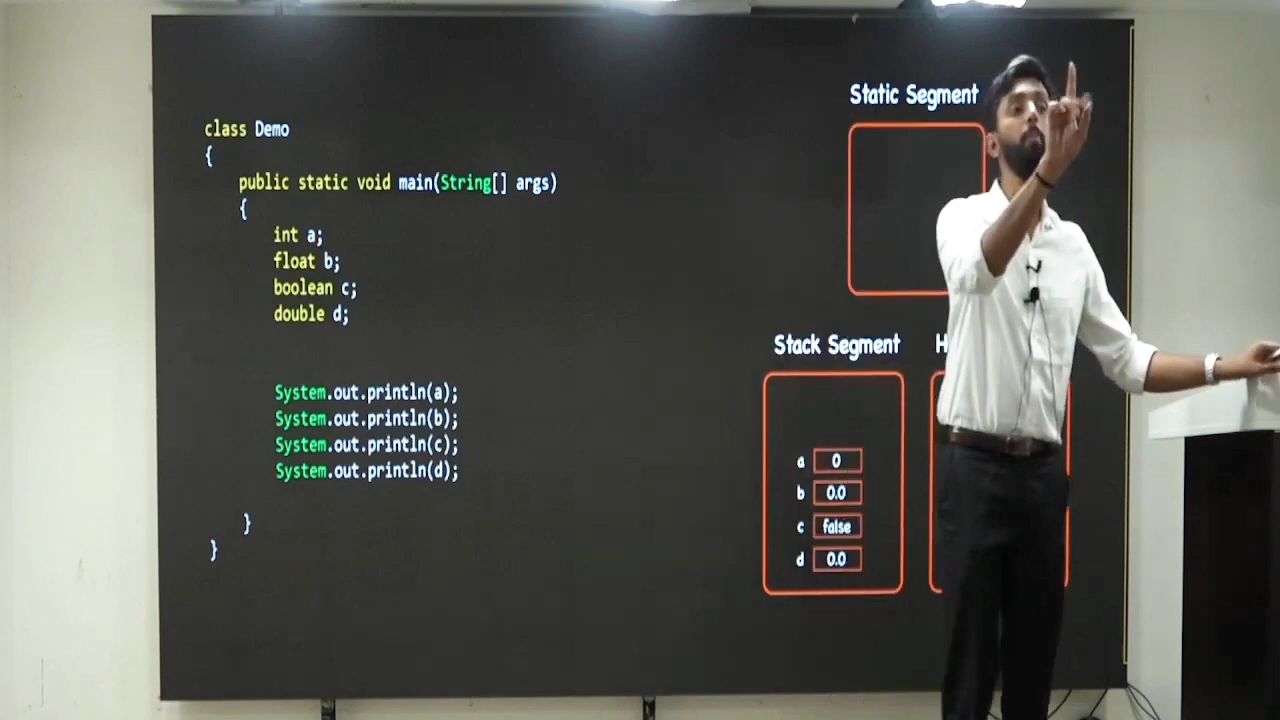 class Demo
{
public static void main(String[] args)
{
int a;
float b;
boolean c;
double d;
System.out.println(a);
System.out.println(b);
System.out.println(c);
System.out.println(d);
}
}
Static Segment
Stack Segment
a 0
b 0.0
c false
d 0.0